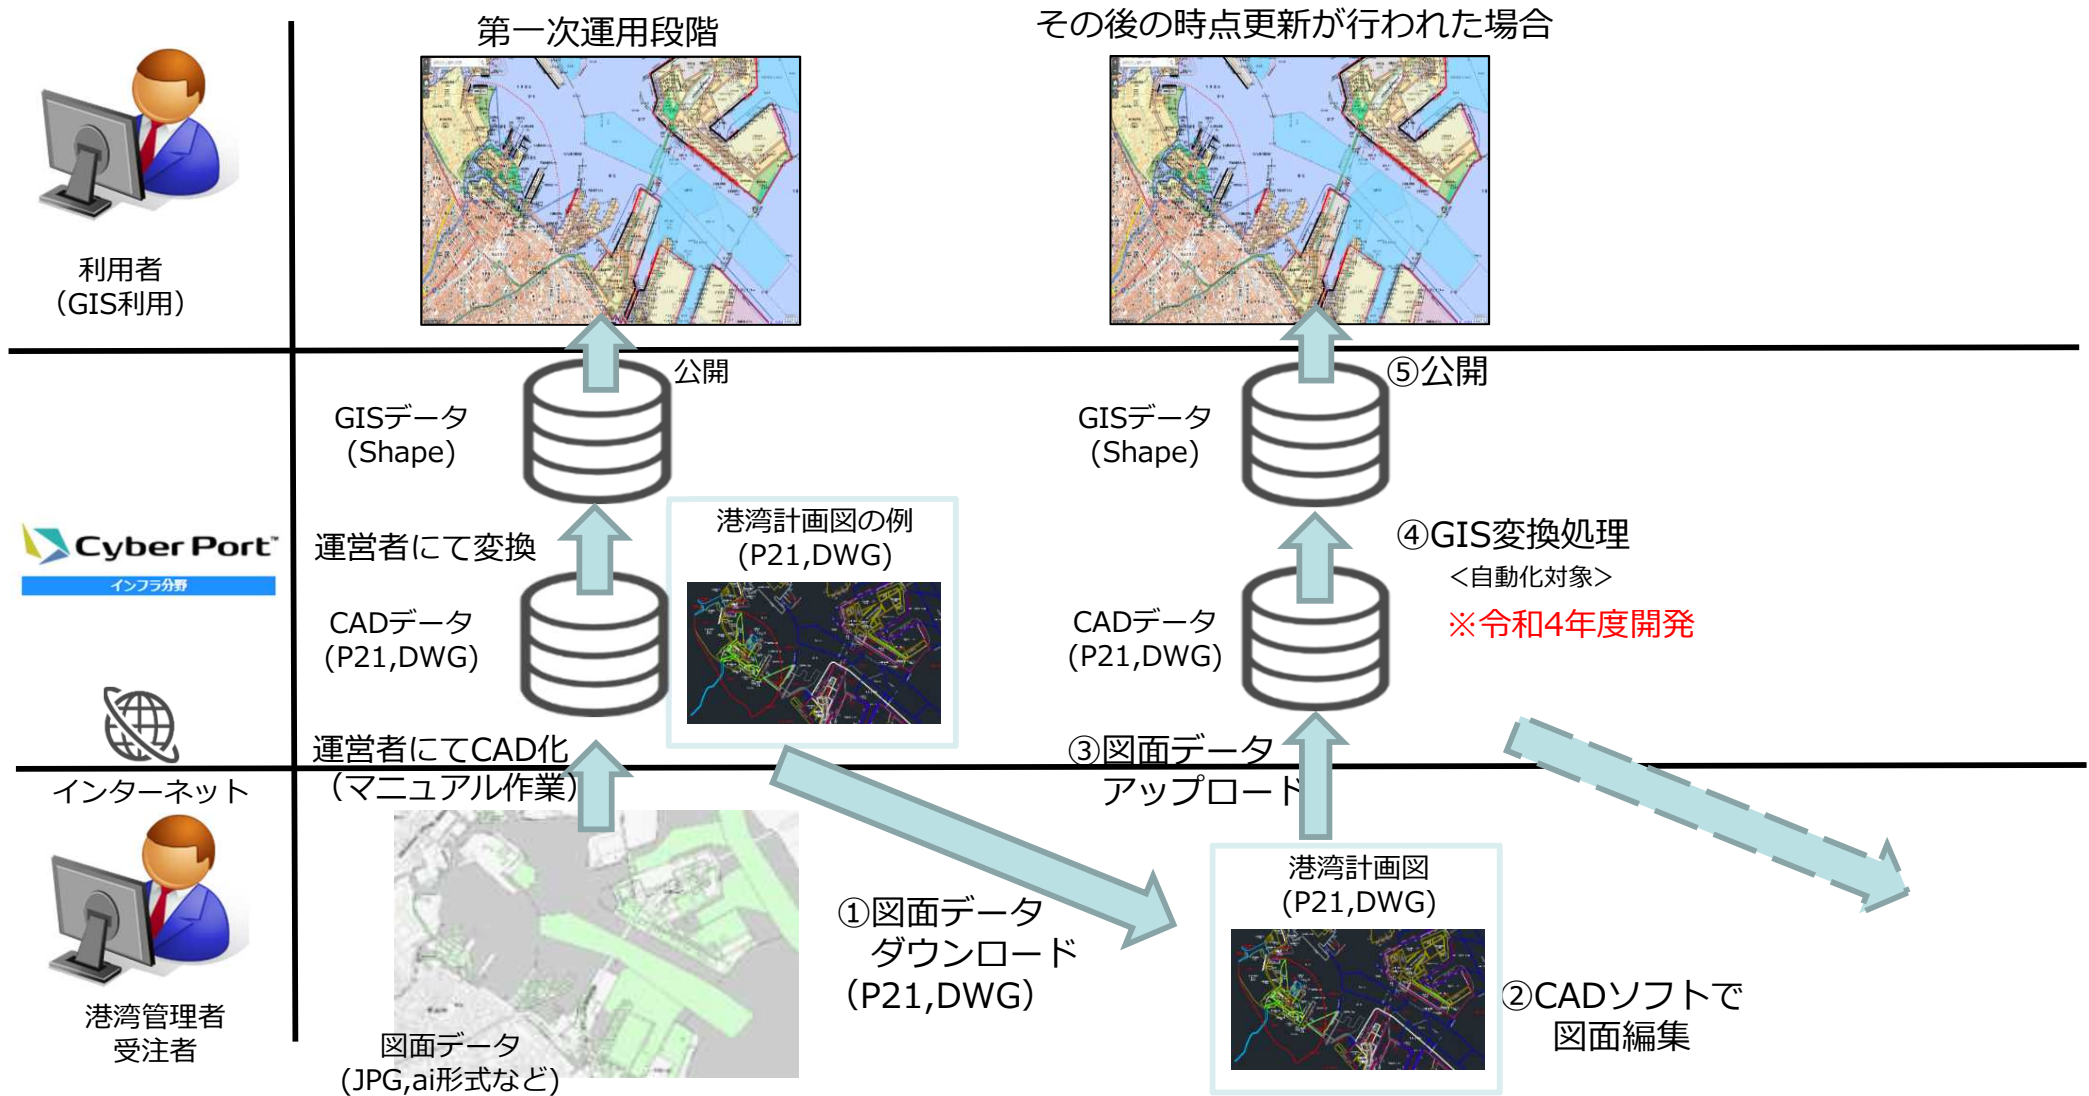 第一次運用段階
その後の時点更新が行われた場合
利用者
（GIS利用）
公開
⑤公開
GISデータ
(Shape)
GISデータ
(Shape)
Cyber Port™
インフラ分野
運営者にて変換
港湾計画図の例
(P21,DWG)
④GIS変換処理
＜自動化対象＞
※令和4年度開発
CADデータ
(P21,DWG)
CADデータ
(P21,DWG)
運営者にてCAD化
（マニュアル作業）
③図面データ
アップロード
インターネット
港湾管理者
受注者
図面データ
(JPG,ai形式など)
①図面データ
ダウンロード
（P21,DWG）
港湾計画図
(P21,DWG)
②CADソフトで
図面編集